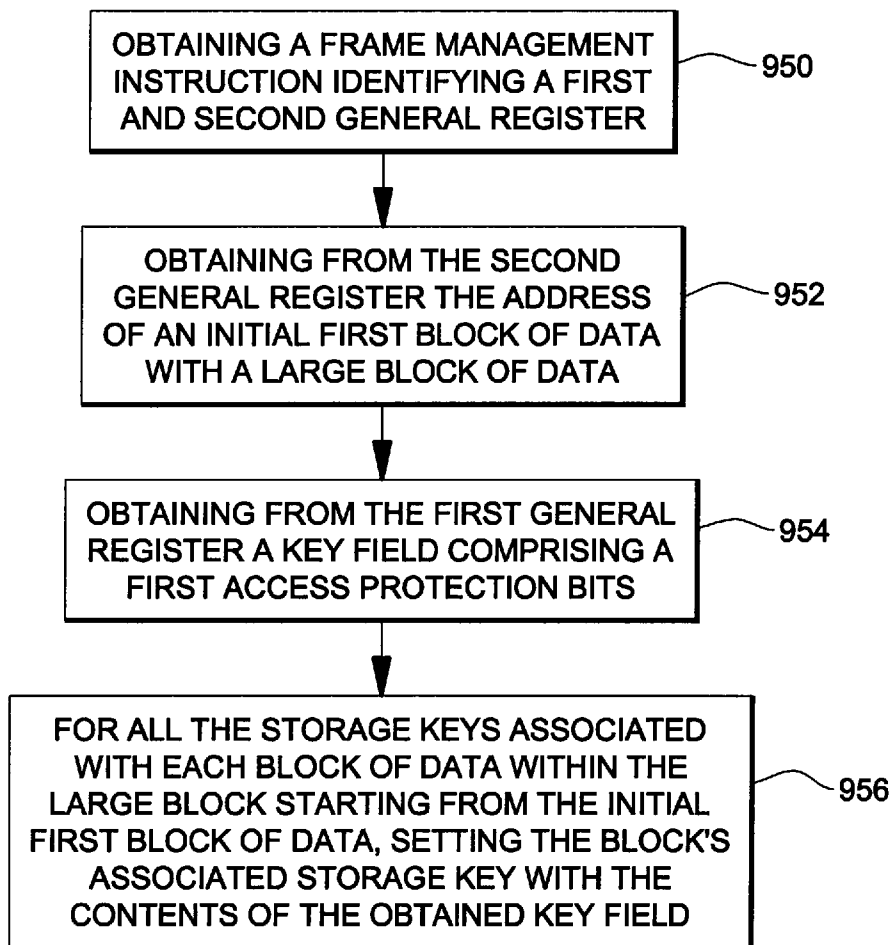 OBTAINING A FRAME MANAGEMENT
INSTRUCTION IDENTIFYING A FIRST
AND SECOND GENERAL REGISTER
950
OBTAINING FROM THE SECOND
GENERAL REGISTER THE ADDRESS
OF AN INITIAL FIRST BLOCK OF DATA
WITH A LARGE BLOCK OF DATA
952
OBTAINING FROM THE FIRST GENERAL
REGISTER A KEY FIELD COMPRISING A
FIRST ACCESS PROTECTION BITS
954
FOR ALL THE STORAGE KEYS ASSOCIATED
WITH EACH BLOCK OF DATA WITHIN THE
LARGE BLOCK STARTING FROM THE INITIAL
FIRST BLOCK OF DATA, SETTING THE BLOCK'S
ASSOCIATED STORAGE KEY WITH THE
CONTENTS OF THE OBTAINED KEY FIELD
956